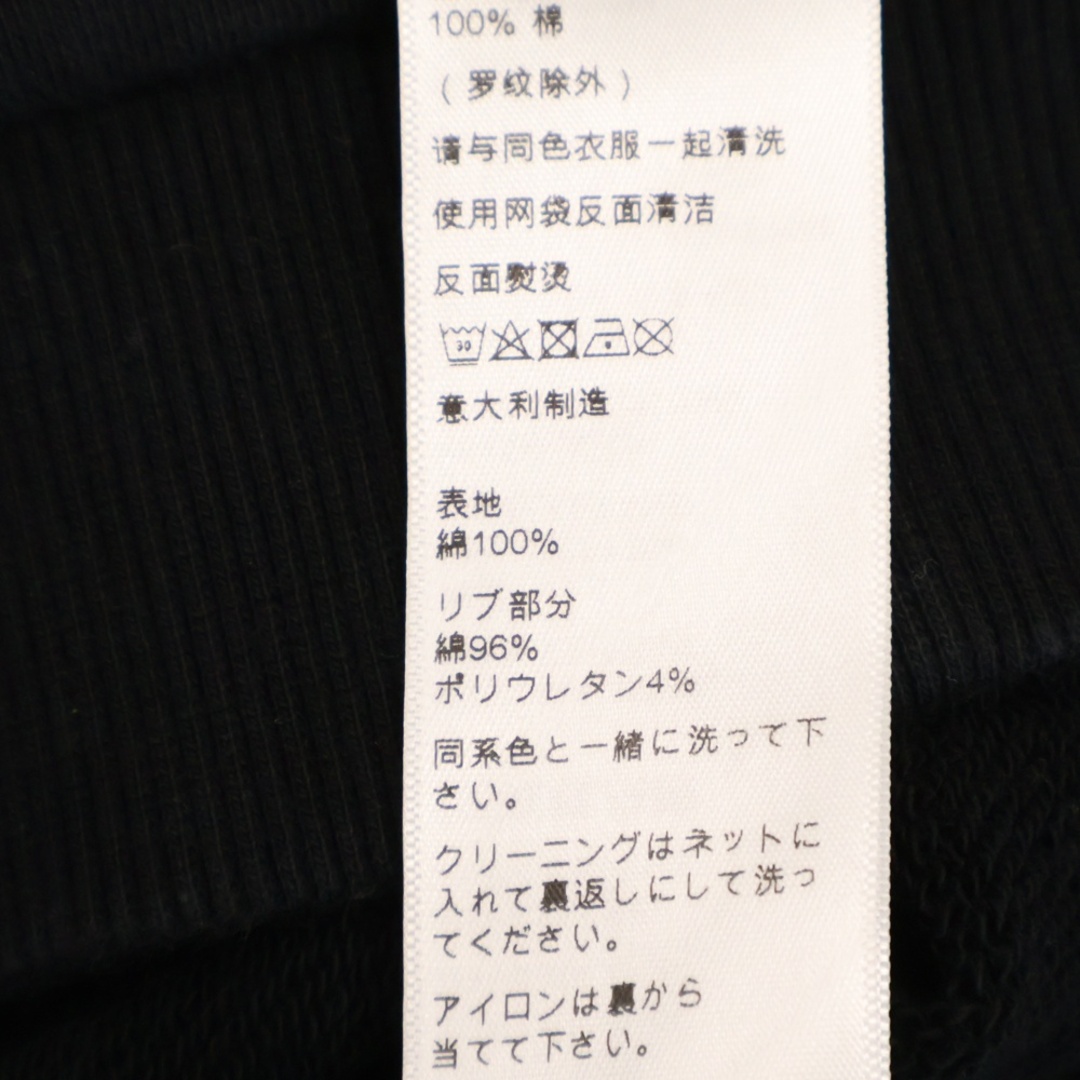 100% 棉
(罗纹除外)
请与同色衣服一起清洗
使用网袋反面清洁
反面熨烫
30
意大利制造
表地
綿100%
リブ部分
綿96%
ポリウレタン4%
同系色と一緒に洗って下
さい。
クリーニングはネットに
入れて裏返しにして洗っ
てください。
アイロンは裏から
当てて下さい。